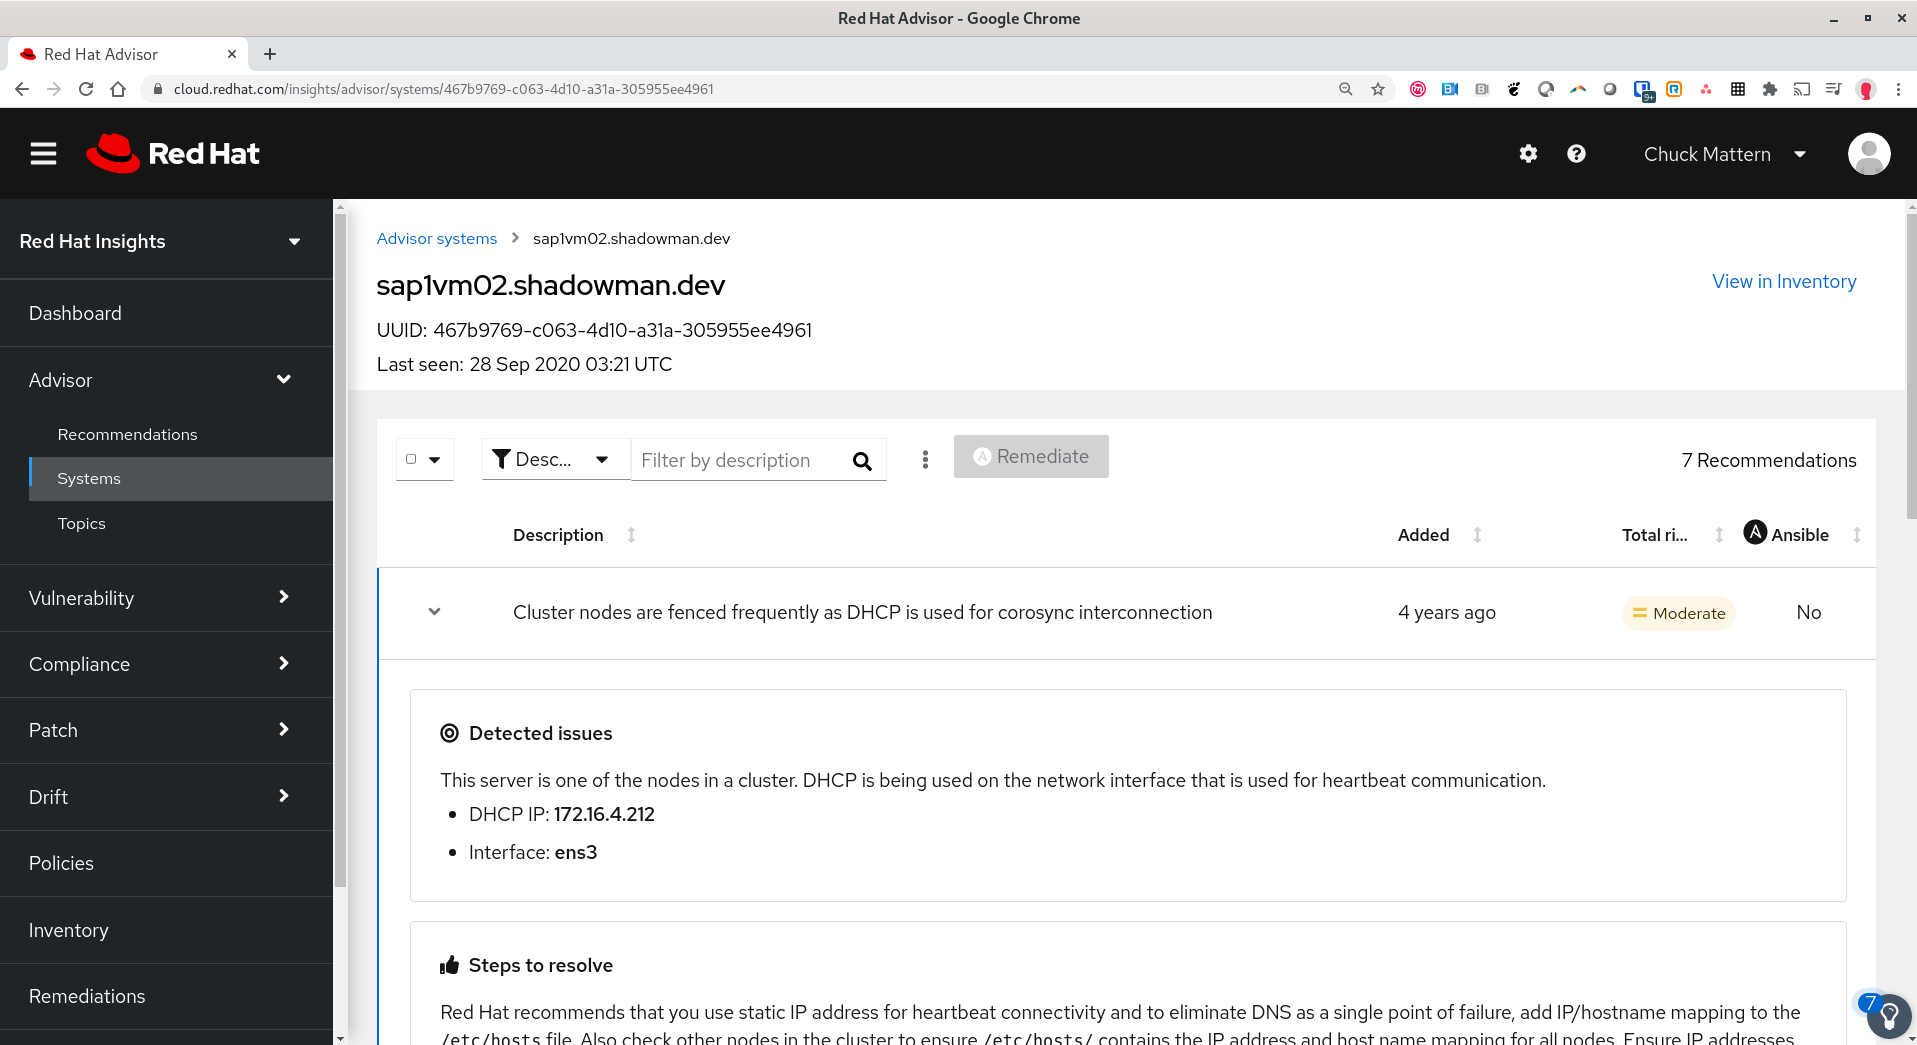 Red Hat Advisor - Google Chrome
Red Hat Advisor
cloud.redhat.com/insights/advisor/systems/467b9769-c063-4d10-a31a-305955ee4961
9+
Red Hat
Chuck Mattern
Red Hat Insights
Dashboard
Advisor
Recommendations
Systems
Topics
Vulnerability
Compliance
Patch
Drift
Policies
Inventory
Remediations
Advisor systems > sap1vm02.shadowman.dev
sap1vm02.shadowman.dev
View in Inventory
UUID: 467b9769-c063-4d10-a31a-305955ee4961
Last seen: 28 Sep 2020 03:21 UTC
Desc...
Filter by description
Remediate
7 Recommendations
Description
Added
Total ri...
Ansible
Cluster nodes are fenced frequently as DHCP is used for corosync interconnection
4 years ago
Moderate
No
Detected issues
This server is one of the nodes in a cluster. DHCP is being used on the network interface that is used for heartbeat communication.
• DHCP IP: 172.16.4.212
• Interface: ens3
Steps to resolve
Red Hat recommends that you use static IP address for heartbeat connectivity and to eliminate DNS as a single point of failure, add IP/hostname mapping to the
/etc/hosts file. Also check other nodes in the cluster to ensure /etc/hosts/ contains the IP address and host name mapping for all nodes. Ensure IP addresses
7